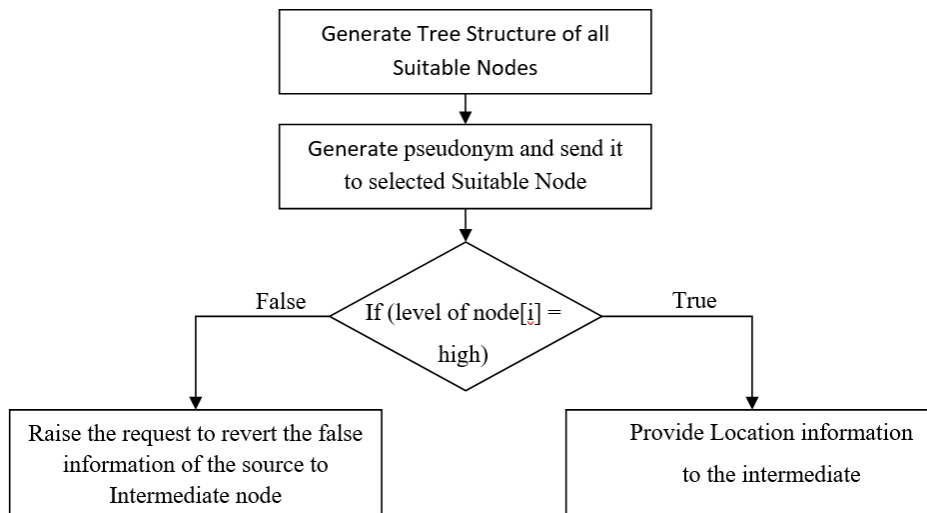 Generate Tree Structure of all
Suitable Nodes
Generate pseudonym and send it
to selected Suitable Node
If (level of node[i] =
high)
False
True
Raise the request to revert the false
information of the source to
Intermediate node
Provide Location information
to the intermediate